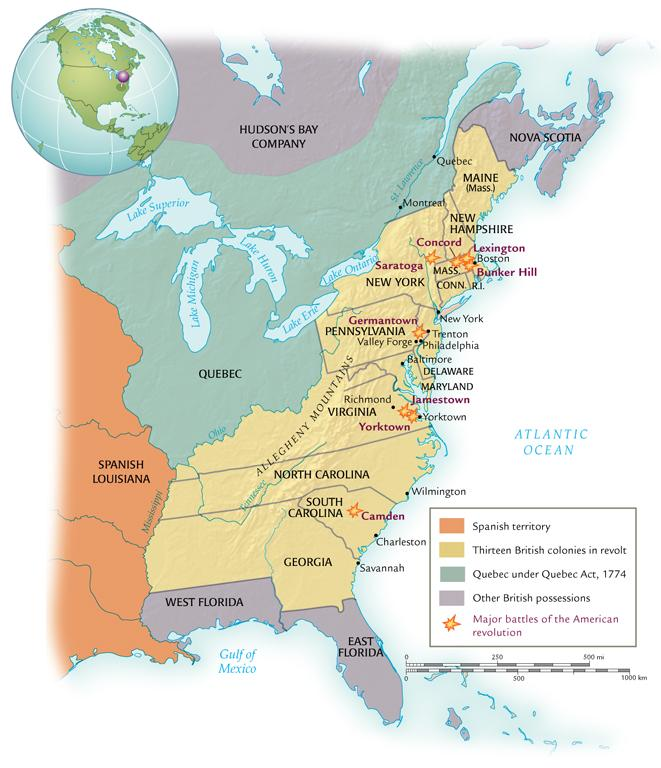 HUDSON'S BAY
COMPANY
NOVA SCOTIA
Quebec
St. Lawrence
MAINE
(Mass.)
Montreal
Lake Superior
NEW
HAMPSHIRE
Concord
Lexington
Boston
Lake Huron
Lake Michigan
Lake Ontario
Saratoga
MASS.
Bunker Hill
NEW YORK
CONN.
R.I.
Lake Erie
New York
Germantown
PENNSYLVANIA
Trenton
Valley Forge
Philadelphia
Baltimore
DELAWARE
QUEBEC
MARYLAND
ALLEGHENY MOUNTAINS
Richmond
Jamestown
VIRGINIA
Yorktown
Yorktown
Ohio
ATLANTIC
OCEAN
SPANISH
LOUISIANA
NORTH CAROLINA
Mississippi
Tennessee
Wilmington
SOUTH
CAROLINA
Camden
Charleston
GEORGIA
Savannah
WEST FLORIDA
EAST
FLORIDA
Gulf of
Mexico
Spanish territory
Thirteen British colonies in revolt
Quebec under Quebec Act, 1774
Other British possessions
Major battles of the American
revolution
0 250 500 mi
0 500 1000 km